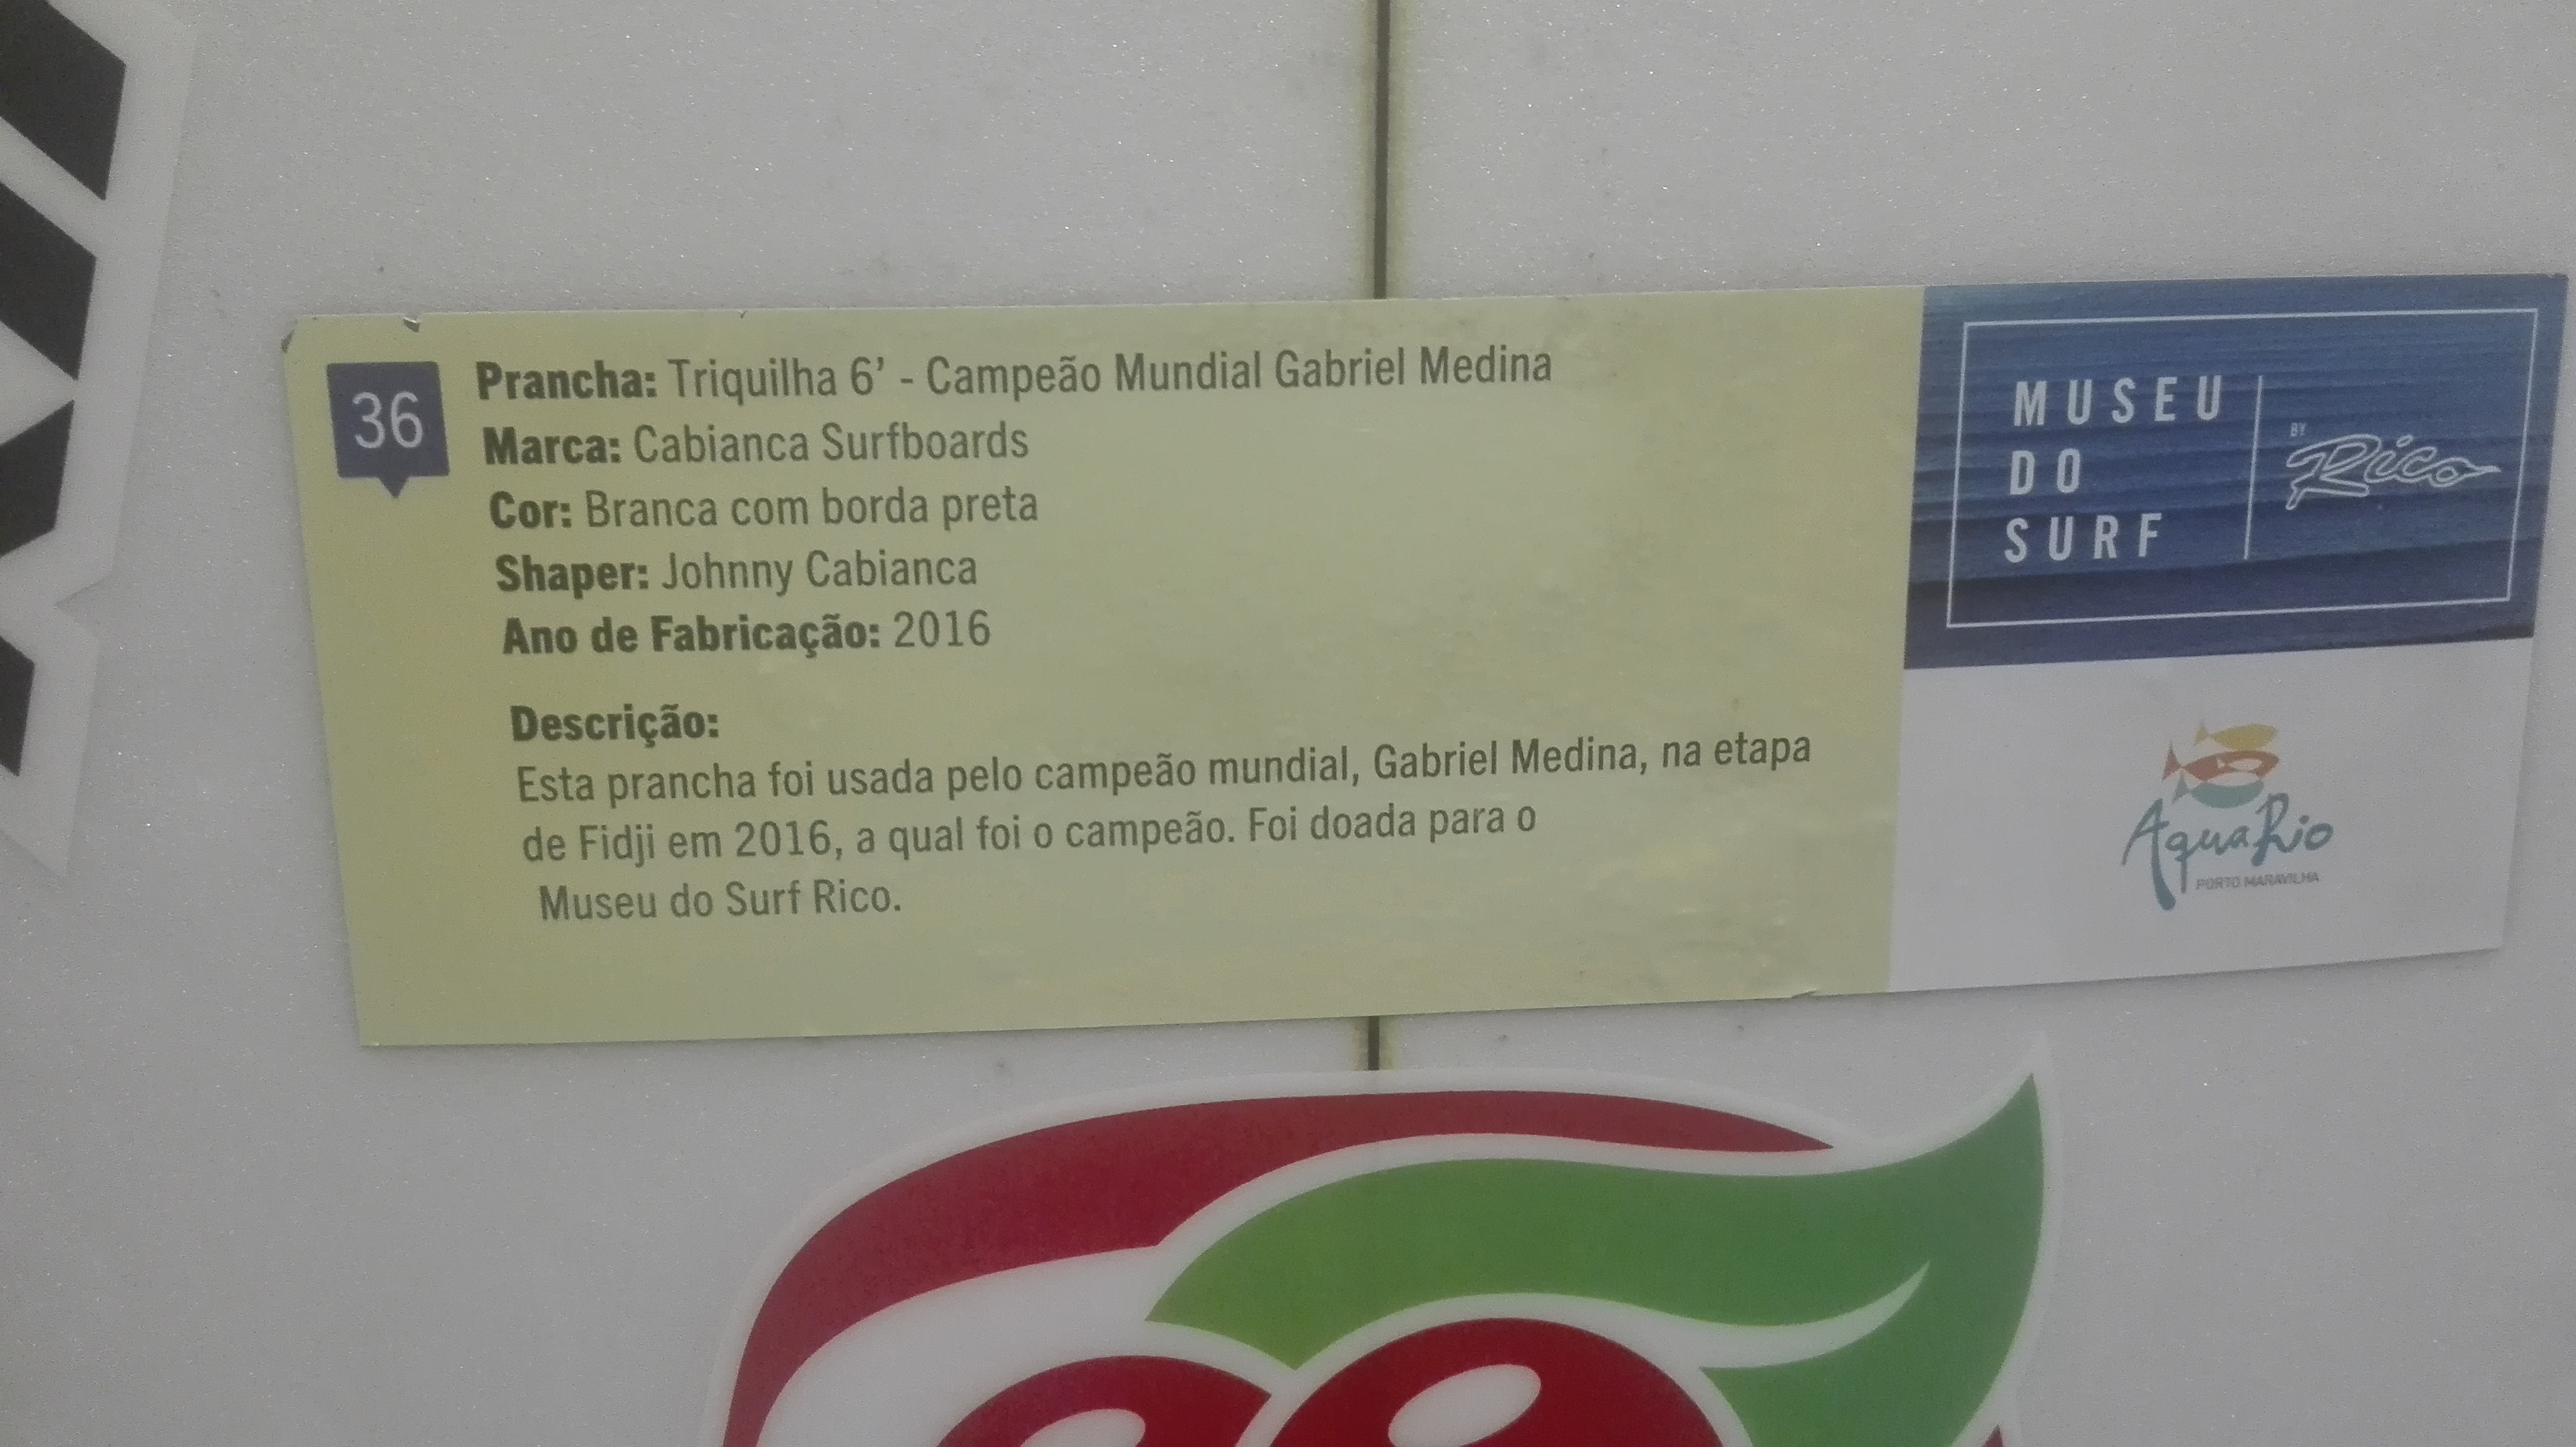 36
Prancha: Triquilha 6’ - Campeão Mundial Gabriel Medina
Marca: Cabianca Surfboards
Cor: Branca com borda preta
Shaper: Johnny Cabianca
Ano de Fabricação: 2016
Descrição:
Esta prancha foi usada pelo campeão mundial, Gabriel Medina, na etapa
de Fidji em 2016, a qual foi o campeão. Foi doada para o
Museu do Surf Rico.
MUSEU
DO
SURF
BY
Rico
AquaRio
PORTO MARAVILHA